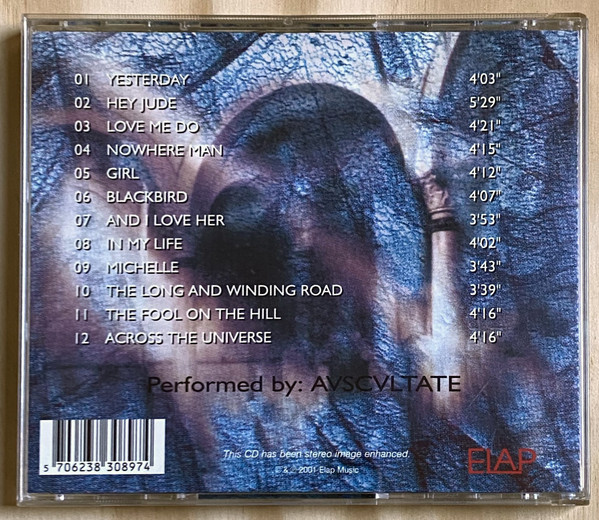 01 YESTERDAY 4'03"
02 HEY JUDE 5'29"
03 LOVE ME DO 4'21"
04 NOWHERE MAN 4'15"
05 GIRL 4'12"
06 BLACKBIRD 4'07"
07 AND I LOVE HER 3'53"
08 IN MY LIFE 4'02"
09 MICHELLE 3'43"
10 THE LONG AND WINDING ROAD 3'39"
11 THE FOOL ON THE HILL 4'16"
12 ACROSS THE UNIVERSE 4'16"
Performed by: AVSCVLTATE
This CD has been stereo image enhanced.
& 2001 Elap Music
ELAP
5 706238 308974